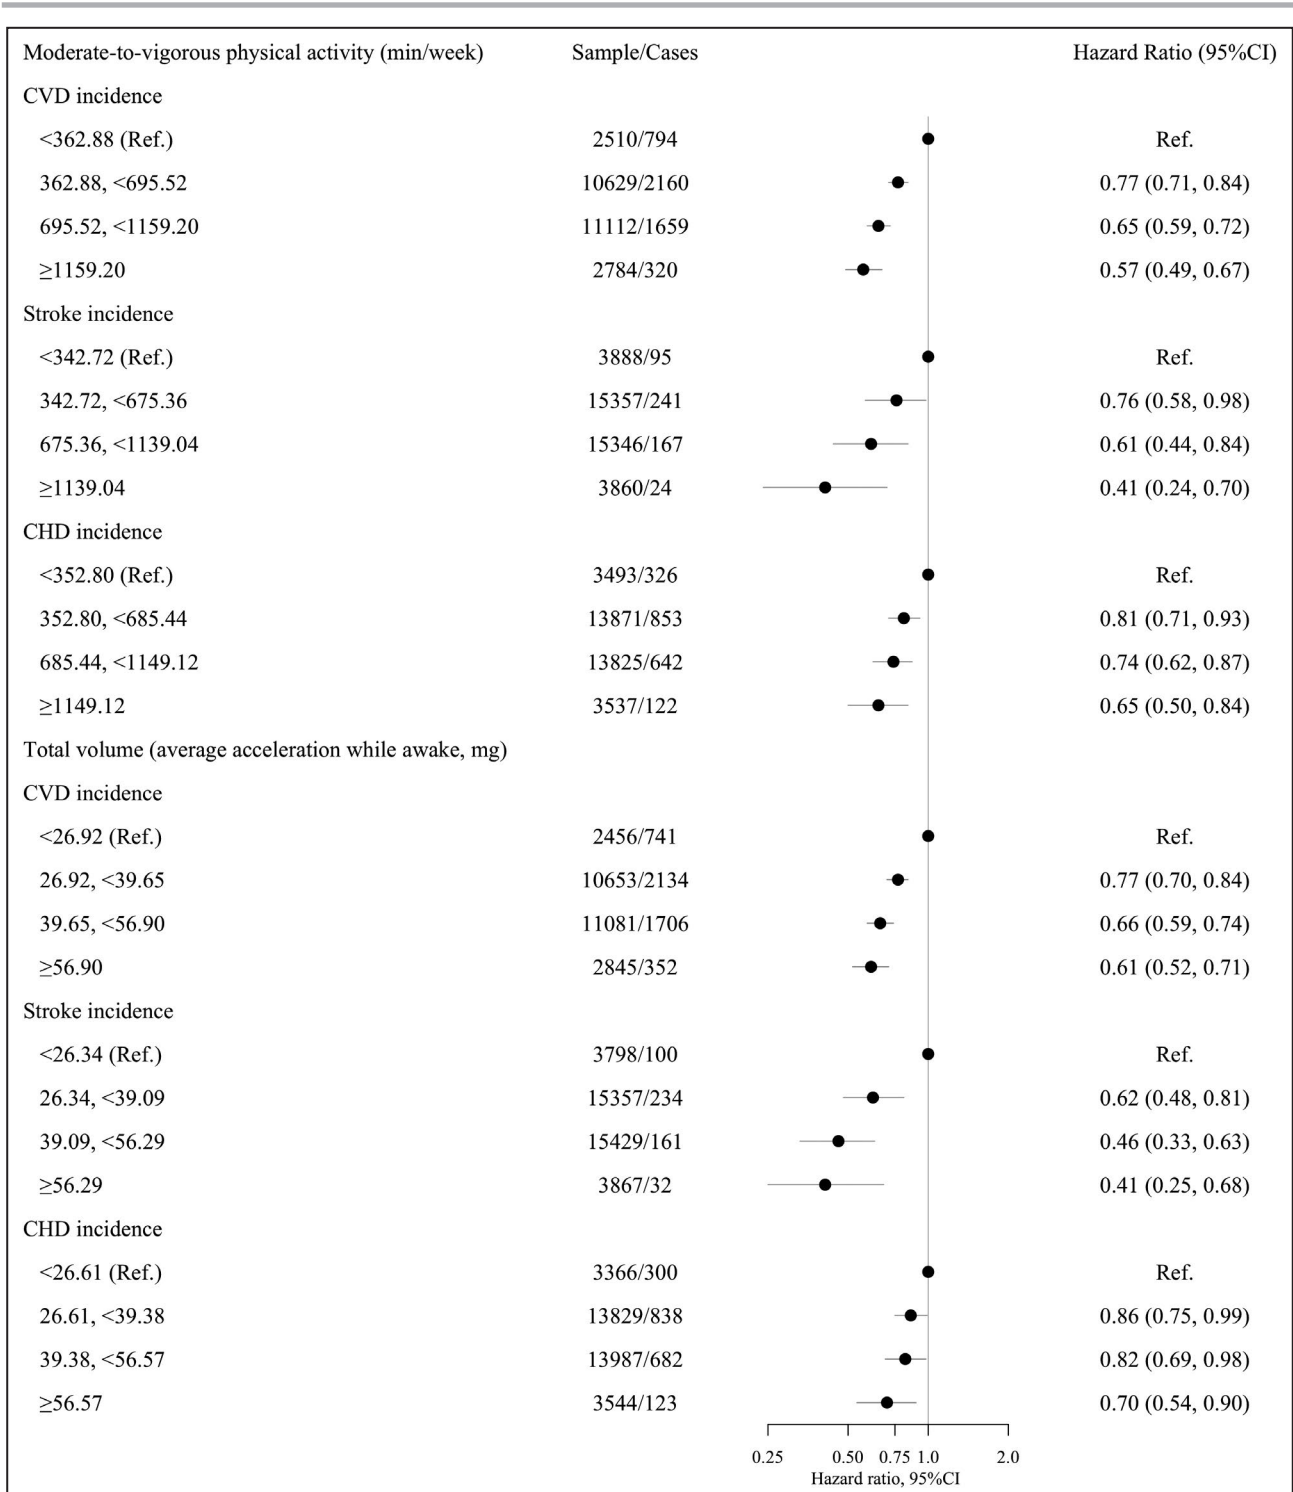 Moderate-to-vigorous physical activity (min/week) Sample/Cases Hazard Ratio (95%CI)
CVD incidence
<362.88 (Ref.) 2510/794 Ref.
362.88, <695.52 10629/2160 0.77 (0.71, 0.84)
695.52, <1159.20 11112/1659 0.65 (0.59, 0.72)
≥1159.20 2784/320 0.57 (0.49, 0.67)
Stroke incidence
<342.72 (Ref.) 3888/95 Ref.
342.72, <675.36 15357/241 0.76 (0.58, 0.98)
675.36, <1139.04 15346/167 0.61 (0.44, 0.84)
≥1139.04 3860/24 0.41 (0.24, 0.70)
CHD incidence
<352.80 (Ref.) 3493/326 Ref.
352.80, <685.44 13871/853 0.81 (0.71, 0.93)
685.44, <1149.12 13825/642 0.74 (0.62, 0.87)
≥1149.12 3537/122 0.65 (0.50, 0.84)
Total volume (average acceleration while awake, mg)
CVD incidence
<26.92 (Ref.) 2456/741 Ref.
26.92, <39.65 10653/2134 0.77 (0.70, 0.84)
39.65, <56.90 11081/1706 0.66 (0.59, 0.74)
≥56.90 2845/352 0.61 (0.52, 0.71)
Stroke incidence
<26.34 (Ref.) 3798/100 Ref.
26.34, <39.09 15357/234 0.62 (0.48, 0.81)
39.09, <56.29 15429/161 0.46 (0.33, 0.63)
≥56.29 3867/32 0.41 (0.25, 0.68)
CHD incidence
<26.61 (Ref.) 3366/300 Ref.
26.61, <39.38 13829/838 0.86 (0.75, 0.99)
39.38, <56.57 13987/682 0.82 (0.69, 0.98)
≥56.57 3544/123 0.70 (0.54, 0.90)
0.25 0.50 0.75 1.0 2.0
Hazard ratio, 95%CI